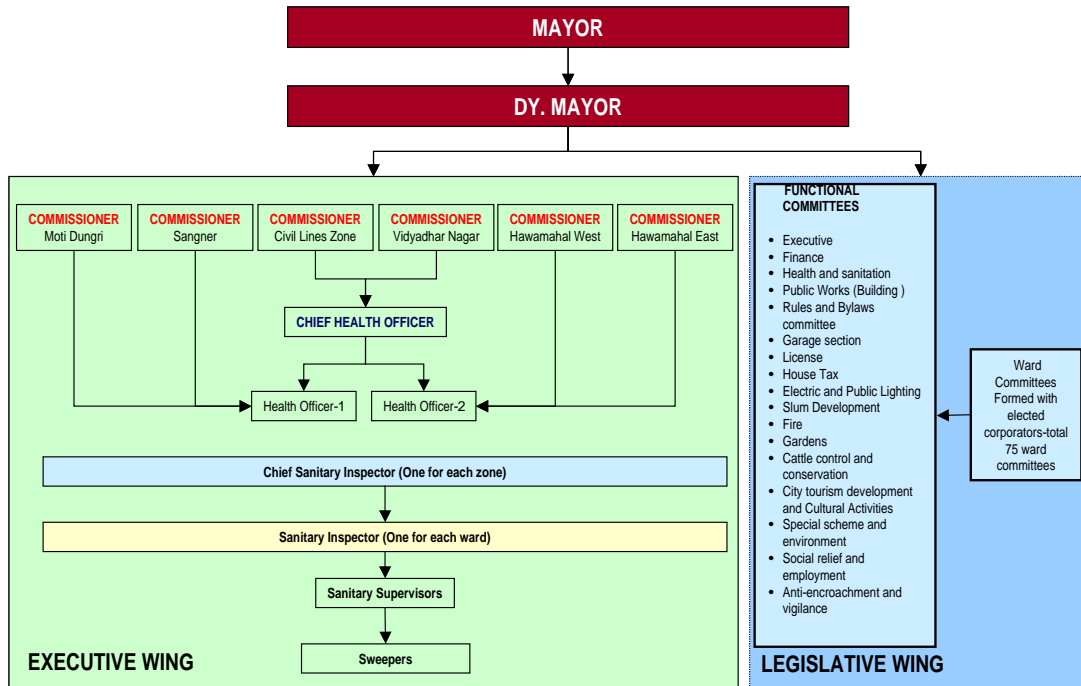 MAYOR
DY. MAYOR
COMMISSIONER
Moti Dungri
COMMISSIONER
Sangner
COMMISSIONER
Civil Lines Zone
COMMISSIONER
Vidyadhar Nagar
COMMISSIONER
Hawamahal West
COMMISSIONER
Hawamahal East
CHIEF HEALTH OFFICER
Health Officer-1
Health Officer-2
Chief Sanitary Inspector (One for each zone)
Sanitary Inspector (One for each ward)
Sanitary Supervisors
Sweepers
EXECUTIVE WING
FUNCTIONAL
COMMITTEES
• Executive
• Finance
• Health and sanitation
• Public Works (Building )
• Rules and Bylaws
committee
• Garage section
• License
• House Tax
• Electric and Public Lighting
• Slum Development
• Fire
• Gardens
• Cattle control and
conservation
• City tourism development
and Cultural Activities
• Special scheme and
environment
• Social relief and
employment
• Anti-encroachment and
vigilance
Ward
Committees
Formed with
elected
corporators-total
75 ward
committees
LEGISLATIVE WING